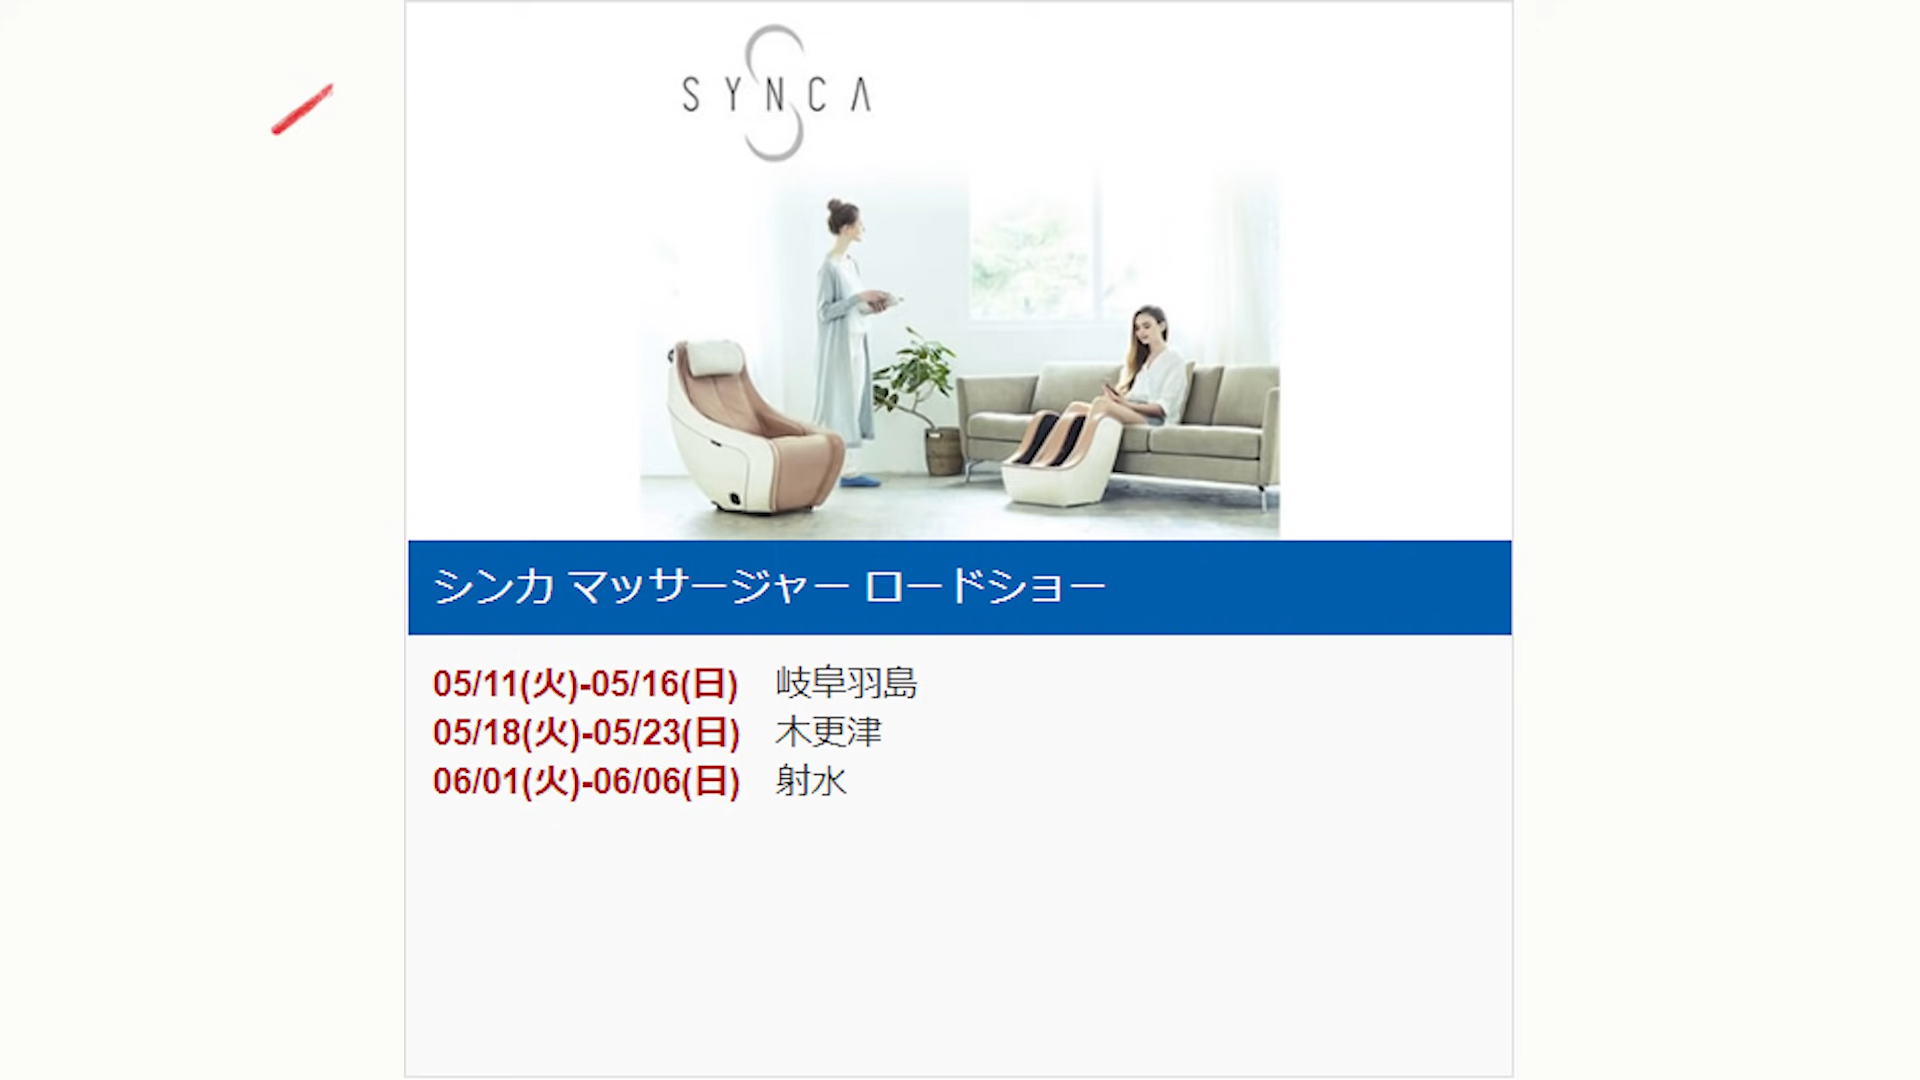 SYNCA
シンカ マッサージャー ロードショー
05/11(火)-05/16(日) 岐阜羽島
05/18(火)-05/23(日) 木更津
06/01(火)-06/06(日) 射水